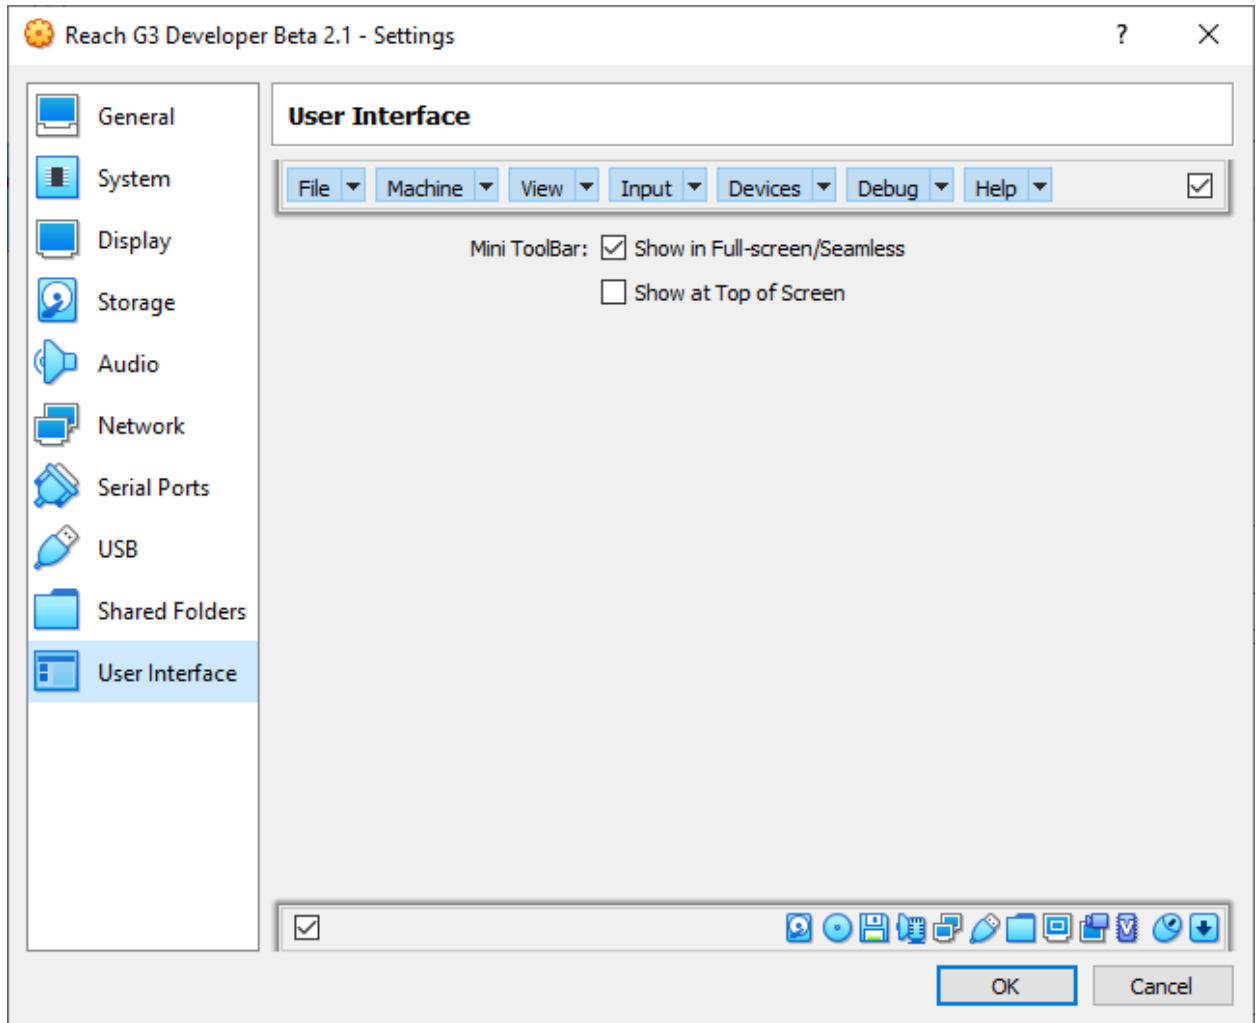 Reach G3 Developer Beta 2.1 - Settings
?
General
System
Display
Storage
Audio
Network
Serial Ports
USB
Shared Folders
User Interface
User Interface
File Machine View Input Devices Debug Help
Mini ToolBar: Show in Full-screen/Seamless
Show at Top of Screen
V
OK Cancel